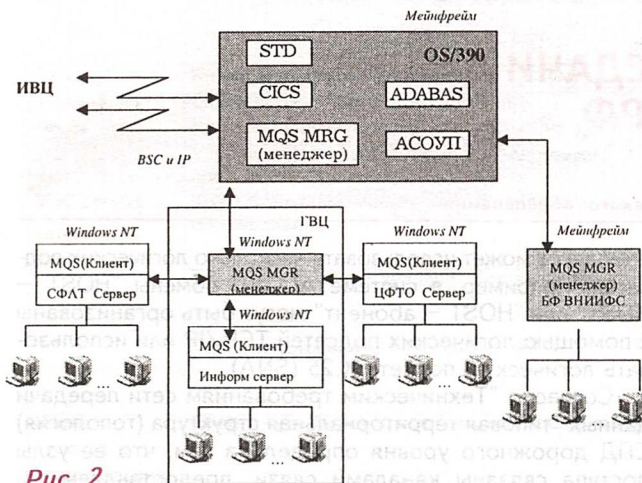 Мейнфрейм
OS/390
STD
CICS
ADABAS
MQS MRG
(менеджер)
АСОУП
ИВЦ
BSC и IP
ГВЦ
Windows NT
MQS(Клиент)
СФАТ Сервер
Windows NT
MQS MGR
(менеджер)
Windows NT
MQS(Клиент)
ЦФТО Сервер
Мейнфрейм
MQS MGR
(менеджер)
БФ ВНИИФС
Windows NT
MQS (Клиент)
Информ сервер
...
...
...
...
Рис. 2